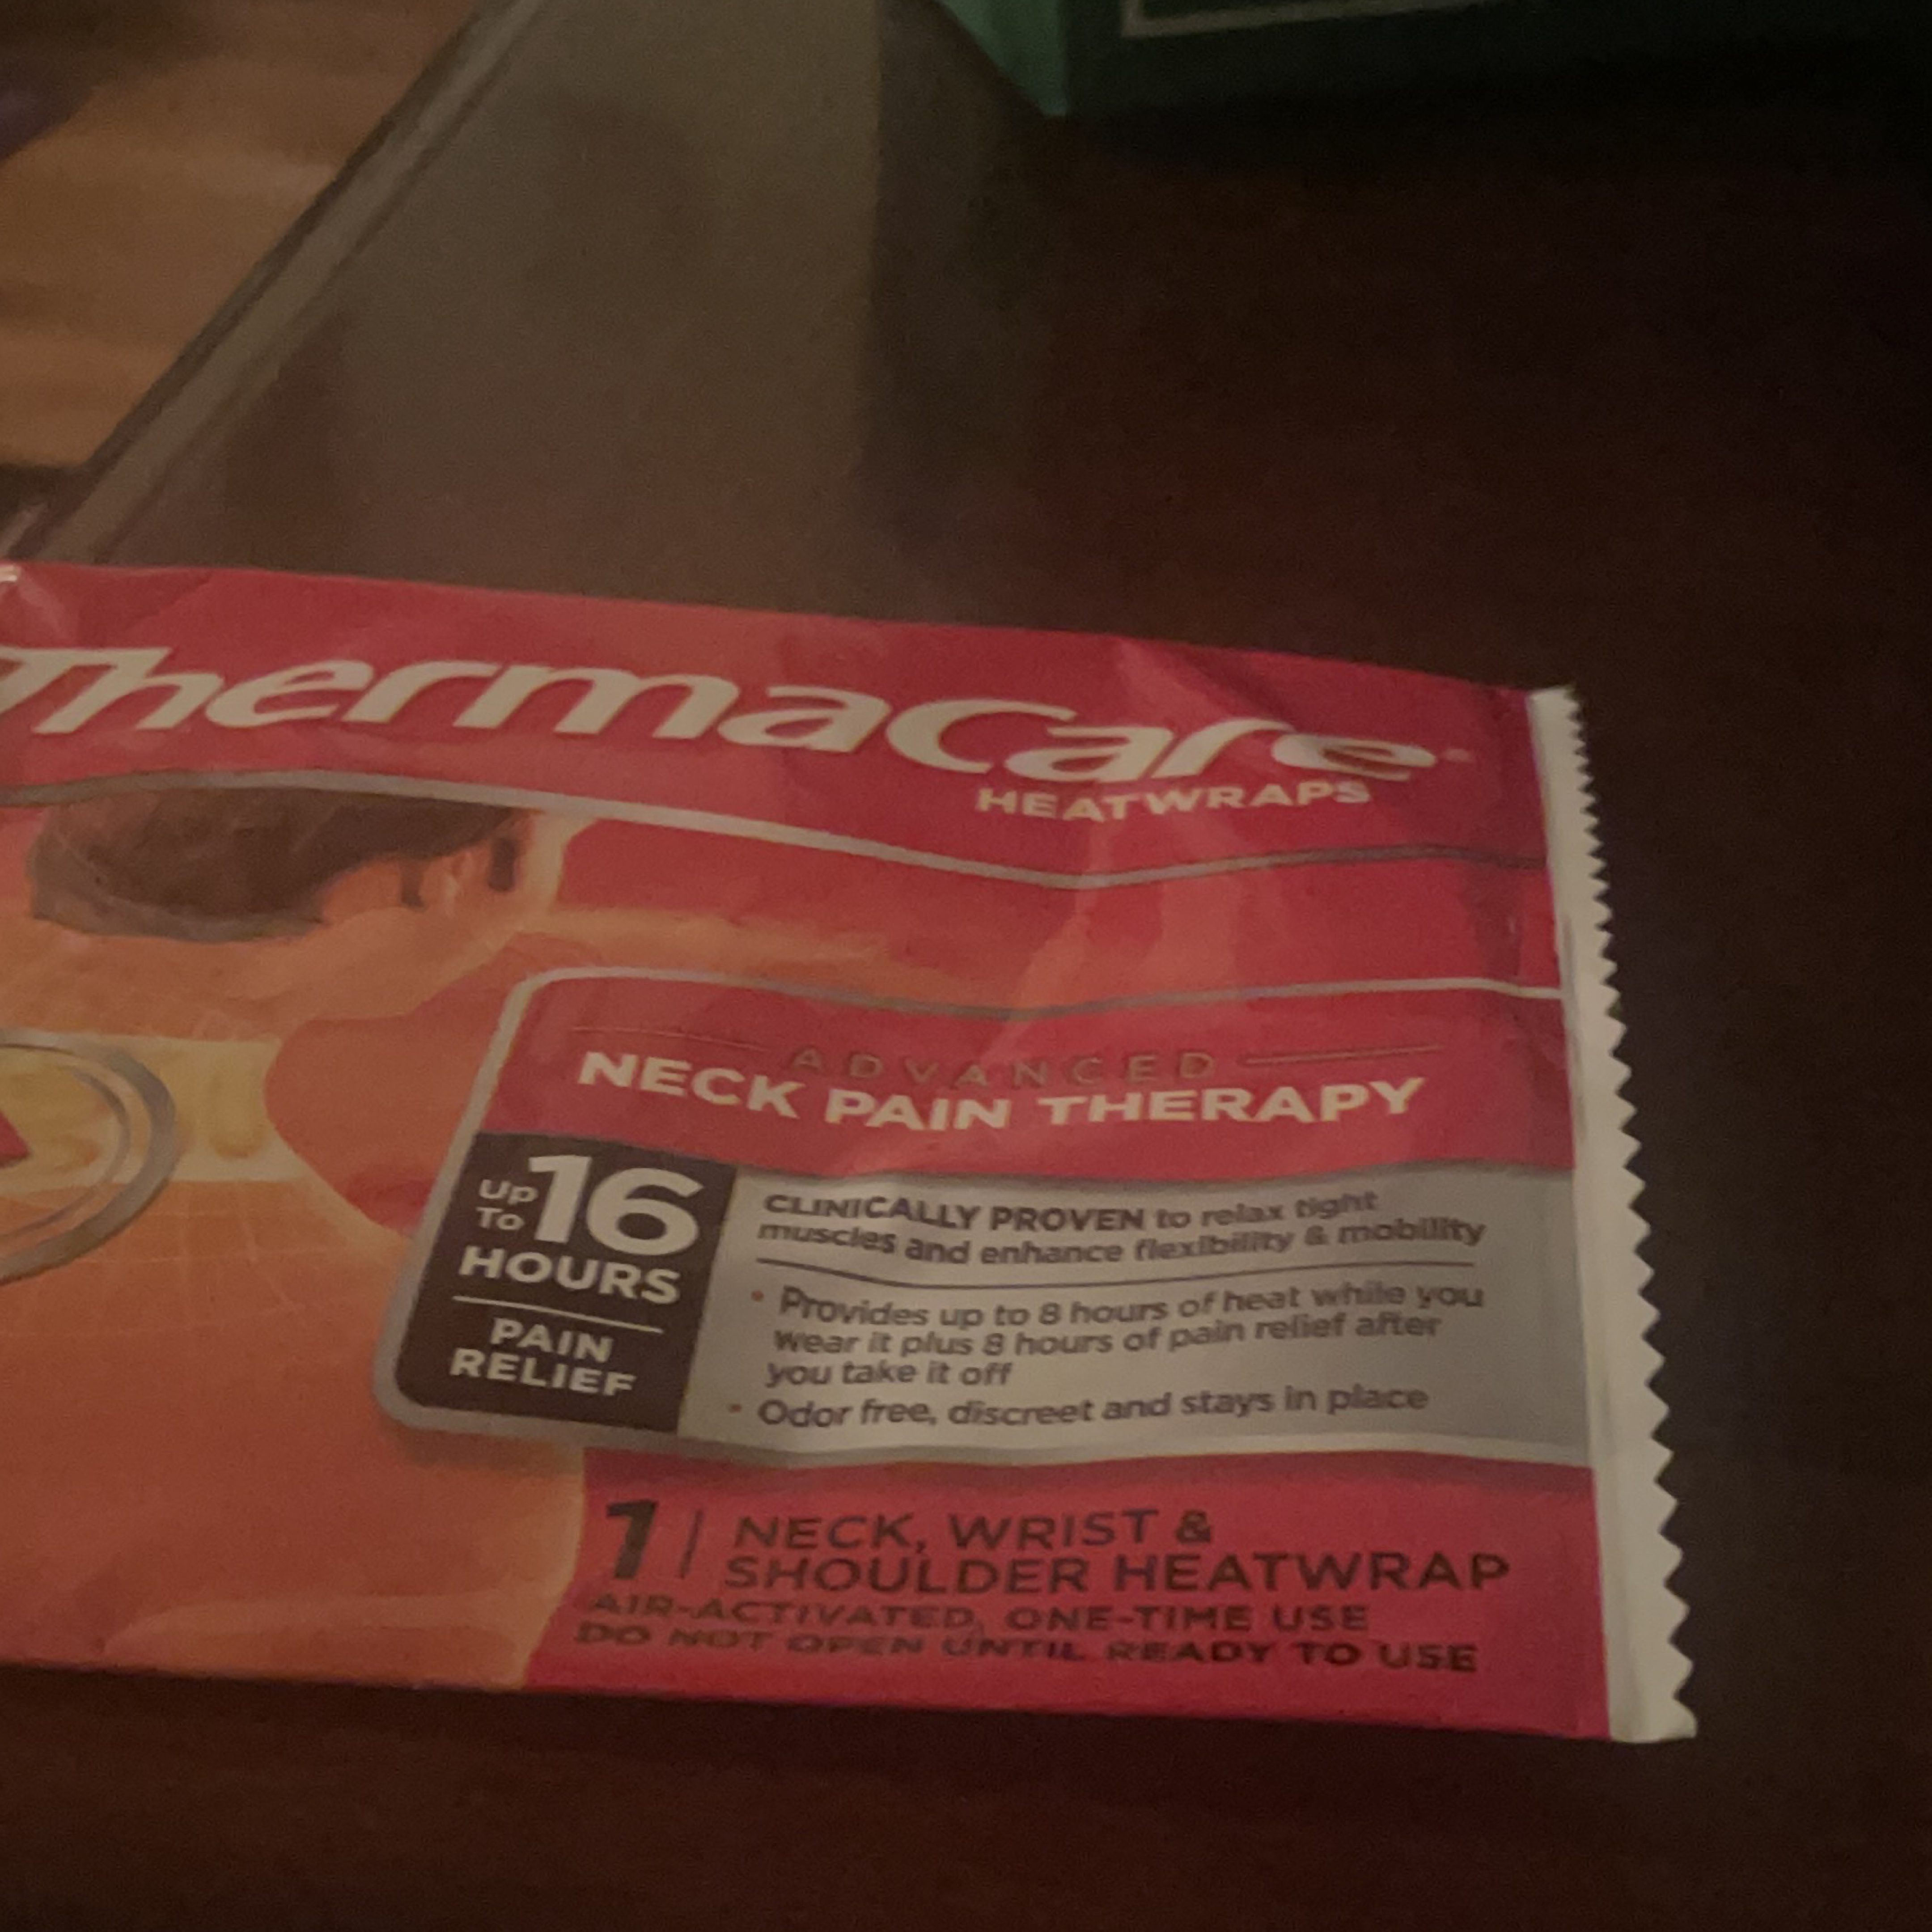 ThermaCare
HEATWRAPS
ADVANCED
NECK PAIN THERAPY
UP TO 16
HOURS
PAIN
RELIEF
CLINICALLY PROVEN to relax tight
muscles and enhance flexibility & mobility
• Provides up to 8 hours of heat while you
wear it plus 8 hours of pain relief after
you take it off
• Odor free, discreet and stays in place
1 | NECK, WRIST &
SHOULDER HEATWRAP
AIR-ACTIVATED, ONE-TIME USE
DO NOT OPEN UNTIL READY TO USE